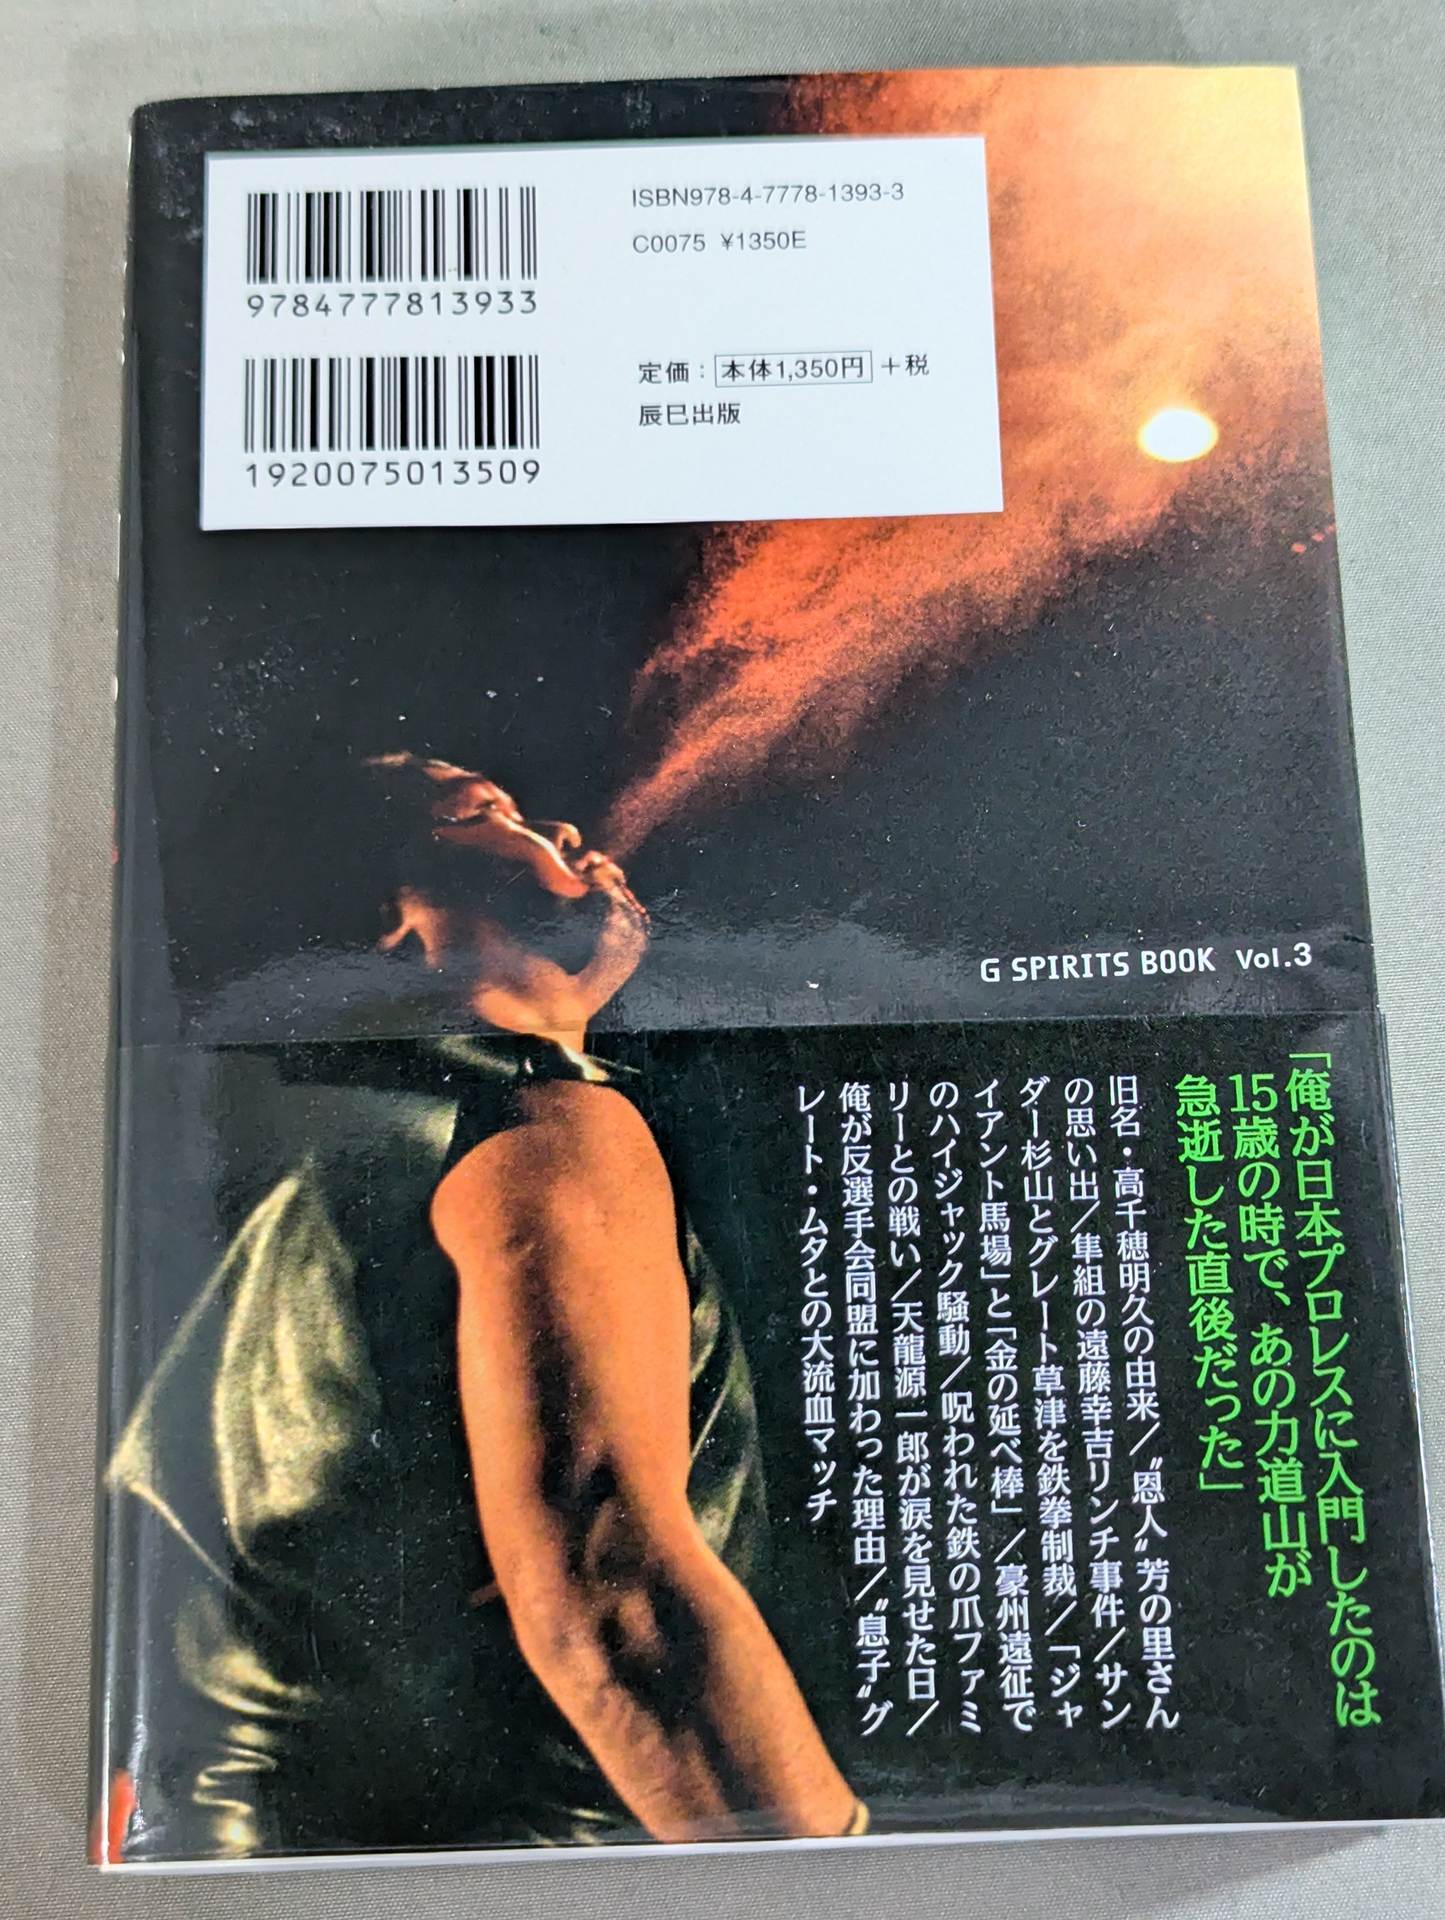 ISBN978-4-7778-1393-3
C0075 ¥1350E
9784777813933
定価：本体1,350円＋税
辰巳出版
1920075013509
G SPIRITS BOOK Vol.3
「俺が日本プロレスに入門したのは
15歳の時で、あの力道山が
急逝した直後だった」
旧名・高千穂明久の由来／〝恩人〟芳の里さん
の思い出／隼組の遠藤幸吉リンチ事件／サン
ダー杉山とグレート草津を鉄拳制裁／「ジャ
イアント馬場」と「金の延べ棒」／豪州遠征で
のハイジャック騒動／呪われた鉄の爪ファミ
リーとの戦い／天龍源一郎が涙を見せた日／
俺が反選手会同盟に加わった理由／〝息子〟グ
レート・ムタとの大流血マッチ